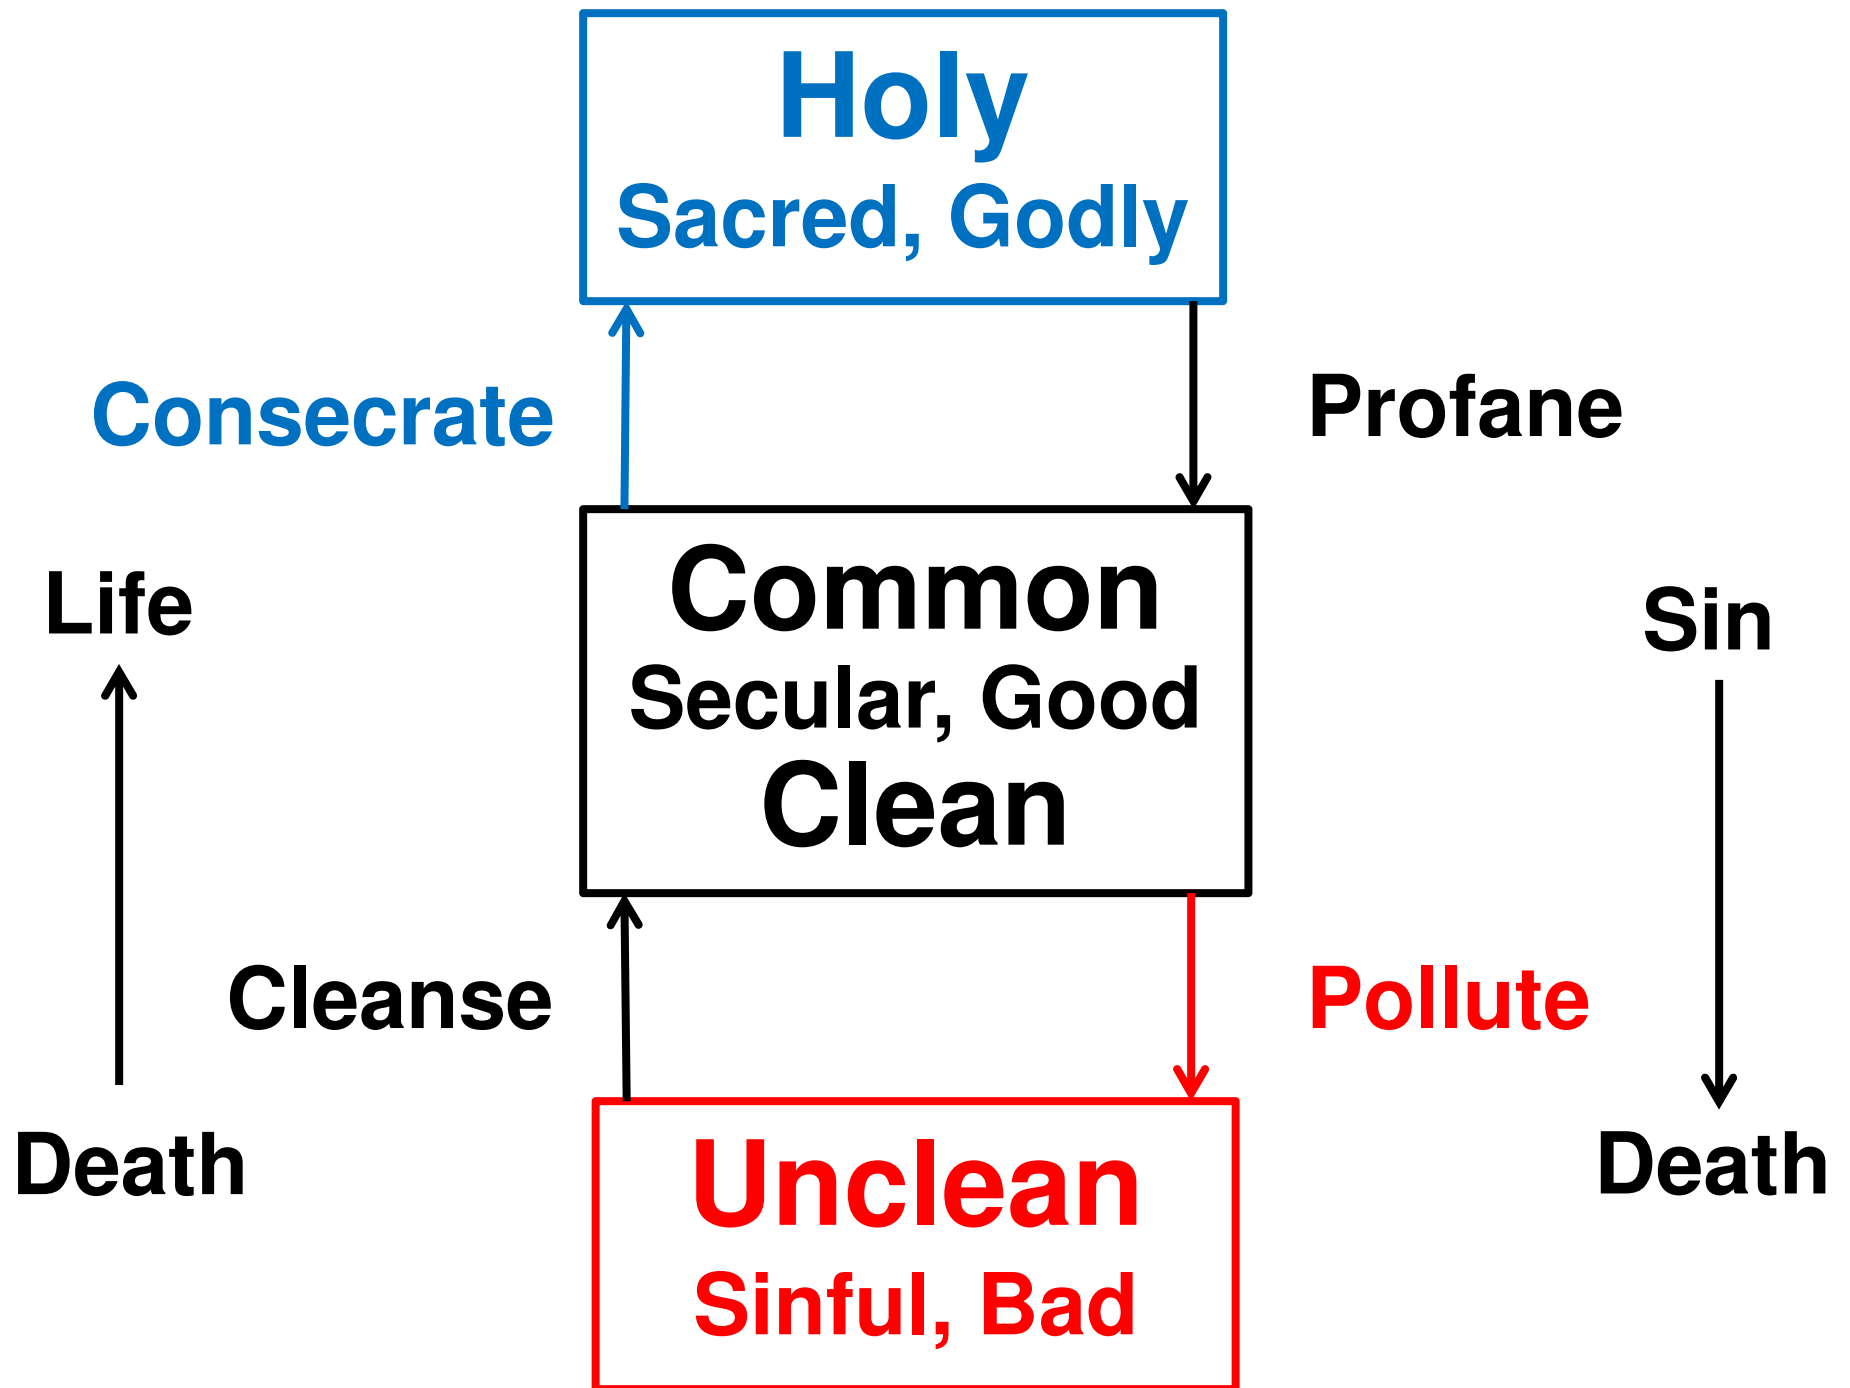 Holy
Sacred, Godly
Consecrate
Profane
Life
Common
Secular, Good
Clean
Sin
Cleanse
Pollute
Death
Unclean
Sinful, Bad
Death